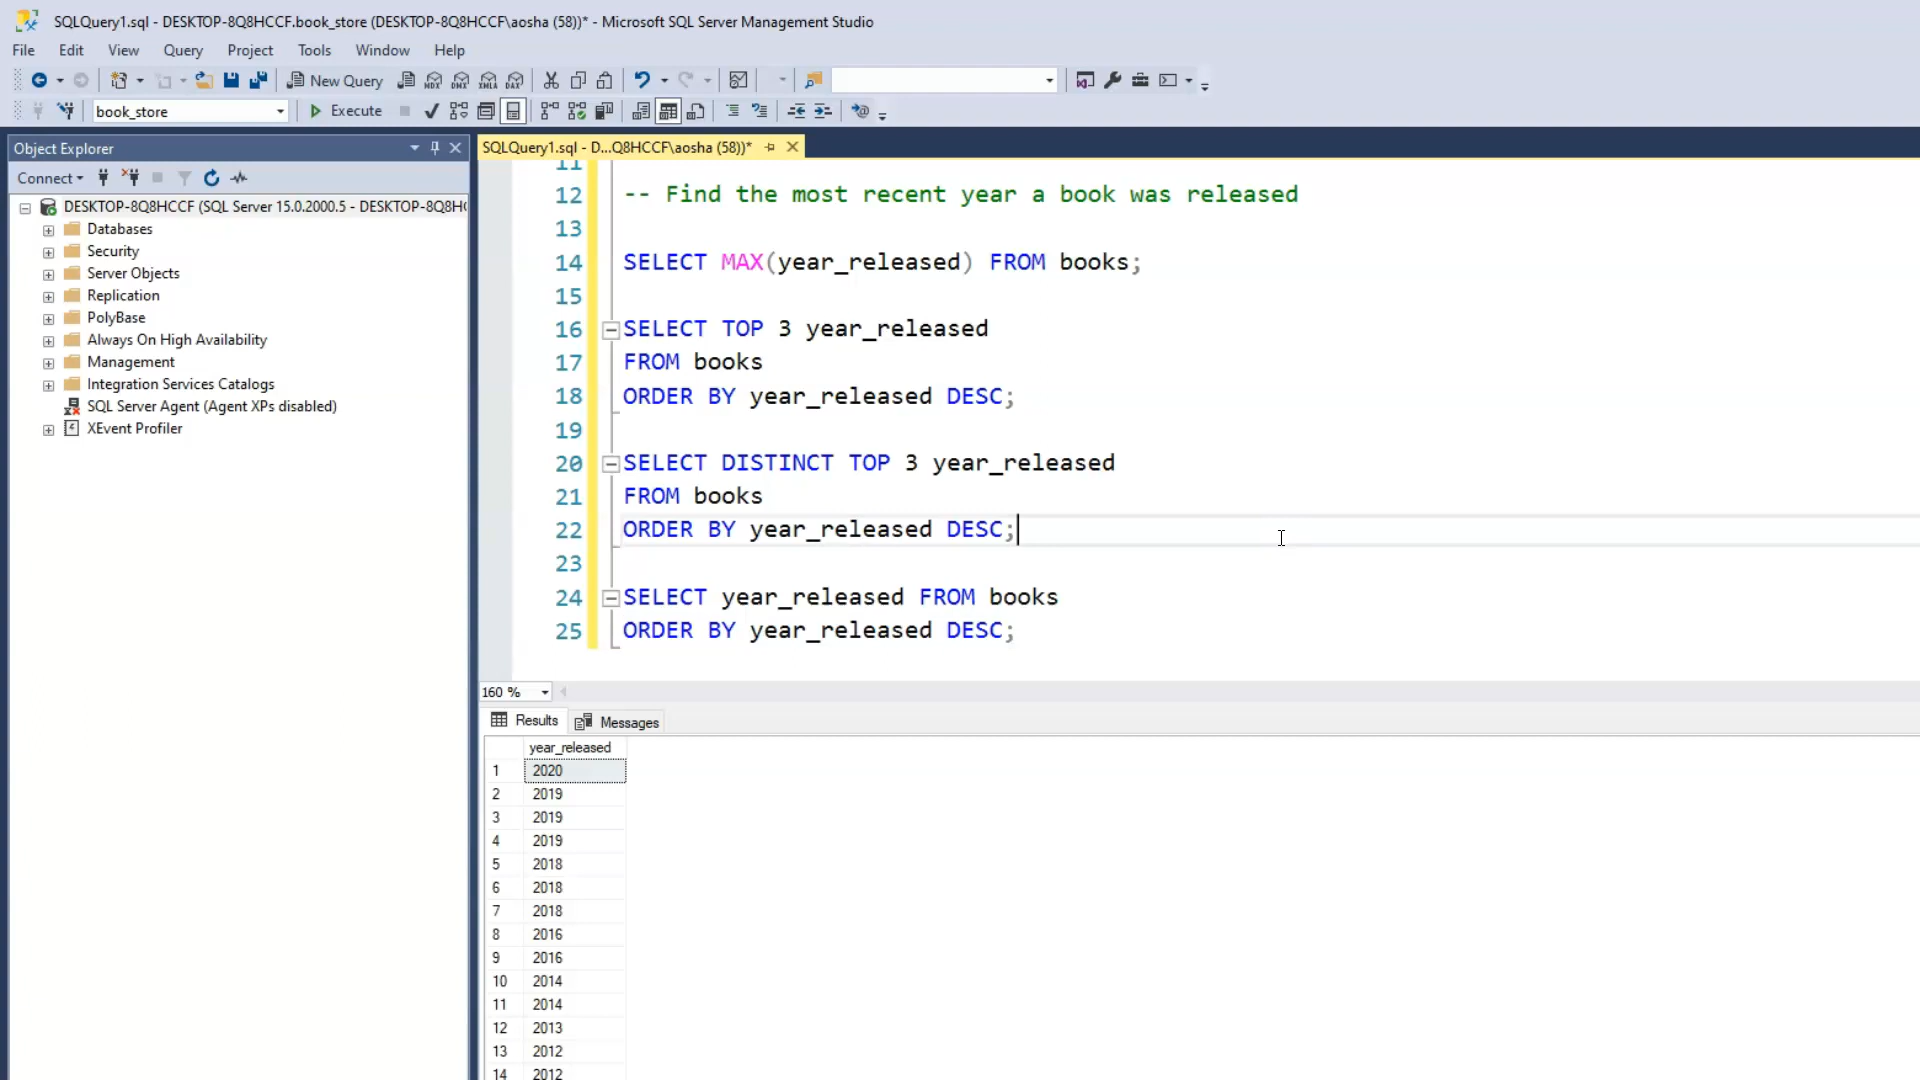 SQLQuery1.sql - DESKTOP-8Q8HCCF.book_store (DESKTOP-8Q8HCCF\aosha (58))* - Microsoft SQL Server Management Studio
File Edit View Query Project Tools Window Help
New Query MDX DMX XMLA DAX
book_store Execute
Object Explorer
SQLQuery1.sql - D...Q8HCCF\aosha (58))*
Connect
DESKTOP-8Q8HCCF (SQL Server 15.0.2000.5 - DESKTOP-8Q8H
Databases
Security
Server Objects
Replication
PolyBase
Always On High Availability
Management
Integration Services Catalogs
SQL Server Agent (Agent XPs disabled)
XEvent Profiler
11
12 -- Find the most recent year a book was released
13
14 SELECT MAX(year_released) FROM books;
15
16 SELECT TOP 3 year_released
17 FROM books
18 ORDER BY year_released DESC;
19
20 SELECT DISTINCT TOP 3 year_released
21 FROM books
22 ORDER BY year_released DESC;
23
24 SELECT year_released FROM books
25 ORDER BY year_released DESC;
160 %
Results Messages
year_released
1 2020
2 2019
3 2019
4 2019
5 2018
6 2018
7 2018
8 2016
9 2016
10 2014
11 2014
12 2013
13 2012
14 2012